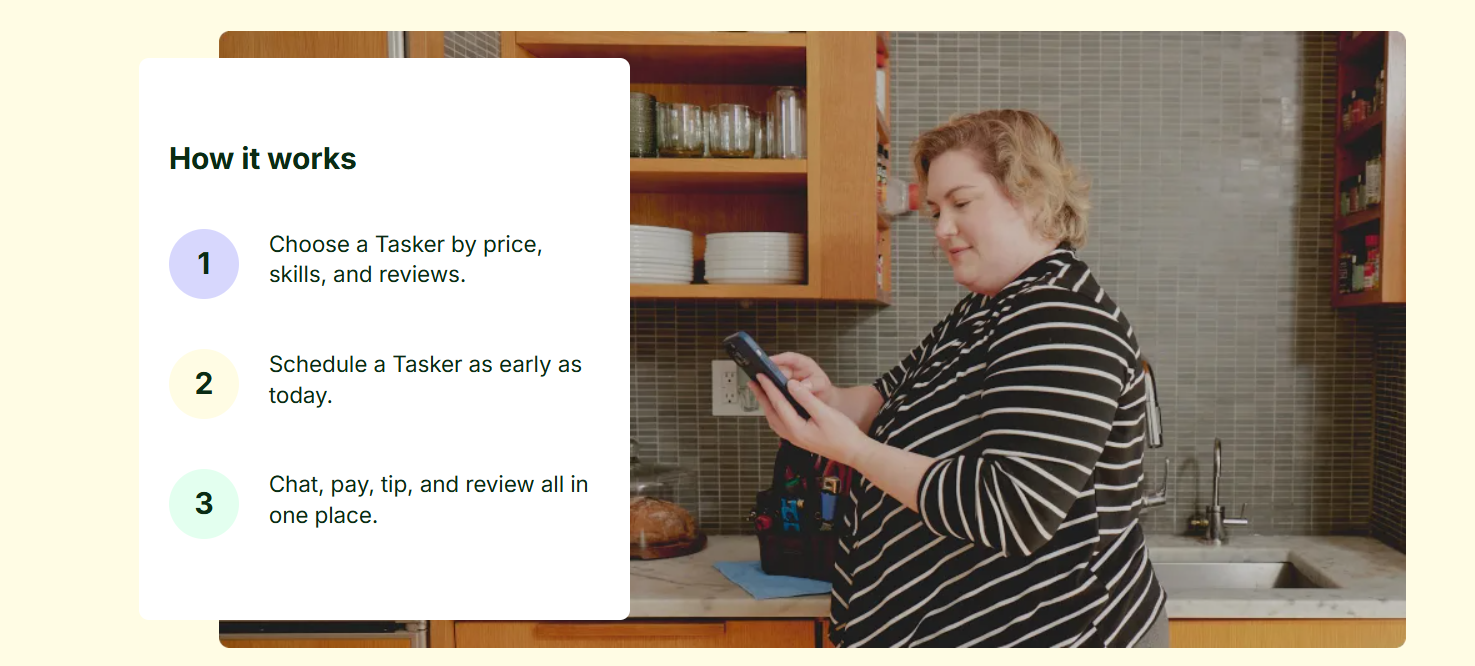 How it works
1
Choose a Tasker by price,
skills, and reviews.
2
Schedule a Tasker as early as
today.
3
Chat, pay, tip, and review all in
one place.